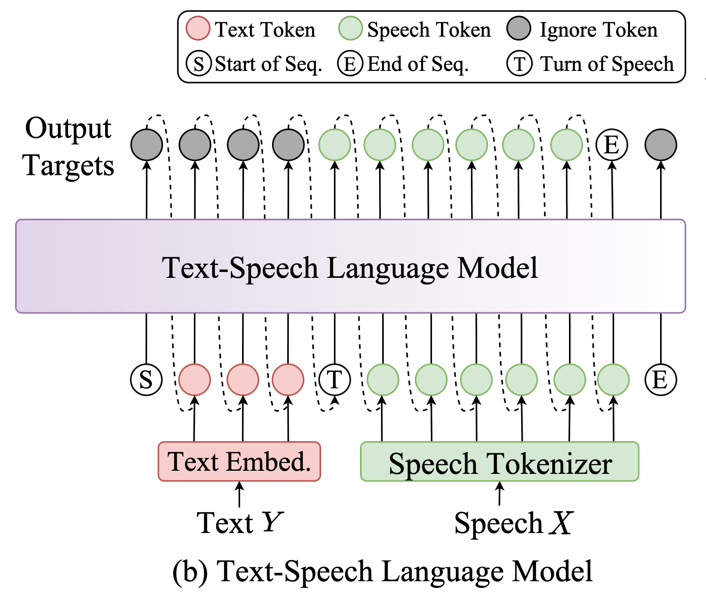 Text Token Speech Token Ignore Token
S Start of Seq. E End of Seq. T Turn of Speech
Output
Targets
E
Text-Speech Language Model
S T E
Text Embed. Speech Tokenizer
Text Y Speech X
(b) Text-Speech Language Model